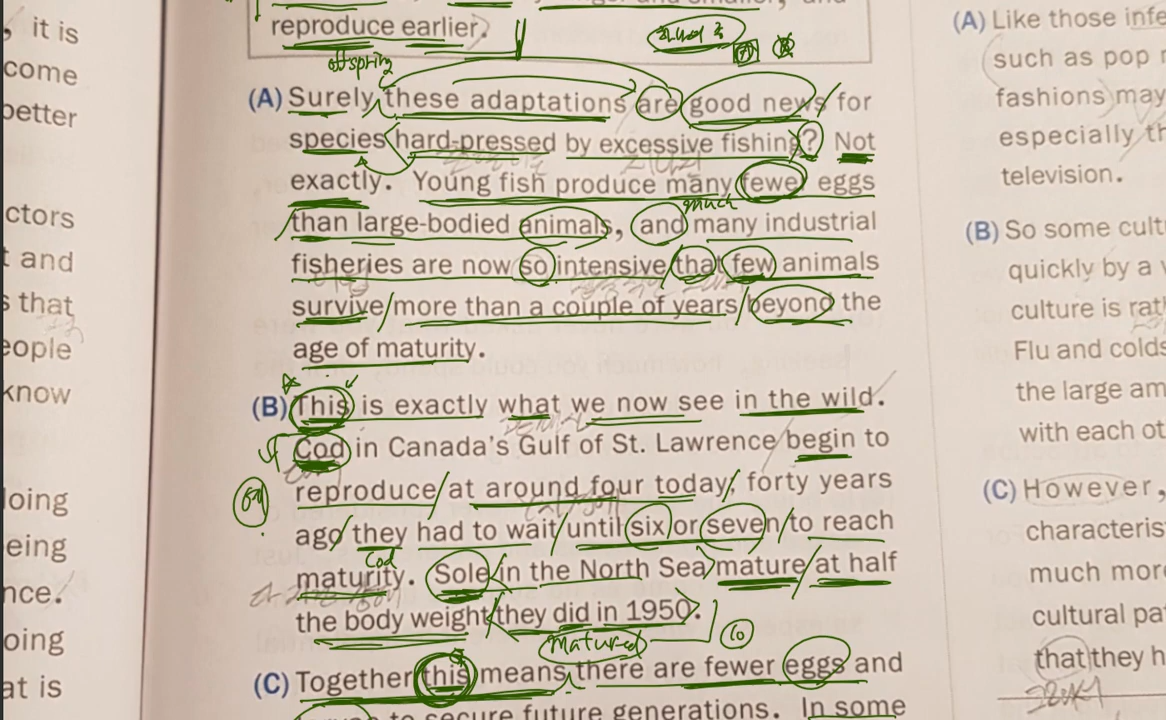 , it is
come
better
ctors
t and
s that
eople
know
loing
eing
nce.
oing
at is
reproduce earlier.
offspring
(A) Surely, these adaptations are good news for
species hard-pressed by excessive fishing? Not
exactly. Young fish produce many fewer eggs
much
than large-bodied animals, and many industrial
fisheries are now so intensive that few animals
survive more than a couple of years beyond the
age of maturity.
(B) This is exactly what we now see in the wild.
Cod in Canada's Gulf of St. Lawrence begin to
reproduce at around four today; forty years
ago they had to wait until six or seven to reach
Cod
maturity. Sole in the North Sea mature at half
the body weight they did in 1950.
matured
(C) Together this means there are fewer eggs and
to secure future generations. In some
(A) Like those infe
such as pop
fashions may
especially th
television.
(B) So some cult
quickly by a
culture is rat
Flu and colds
the large am
with each ot
(C) However,
characteris
much more
cultural pa
that they h